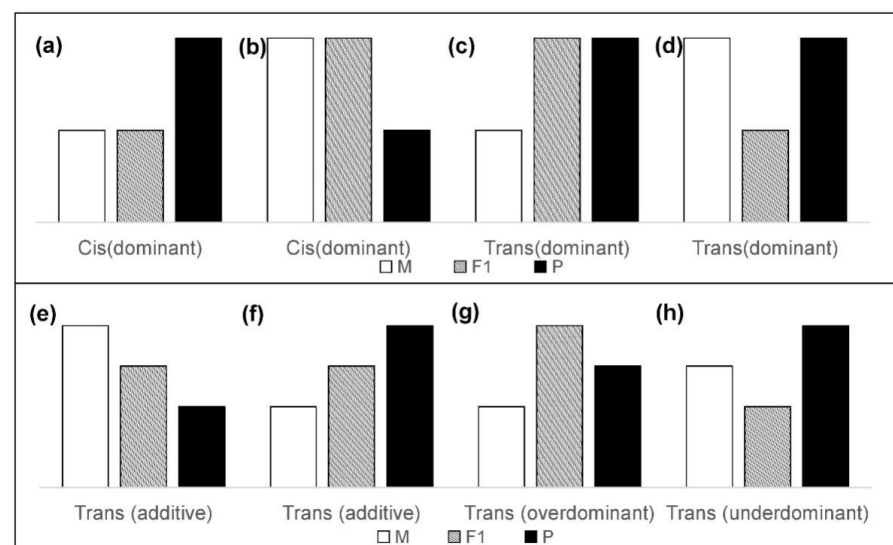 (a) (b) (c) (d)
Cis(dominant) Cis(dominant) Trans(dominant) Trans(dominant)
M F1 P
(e) (f) (g) (h)
Trans (additive) Trans (additive) Trans (overdominant) Trans (underdominant)
M F1 P